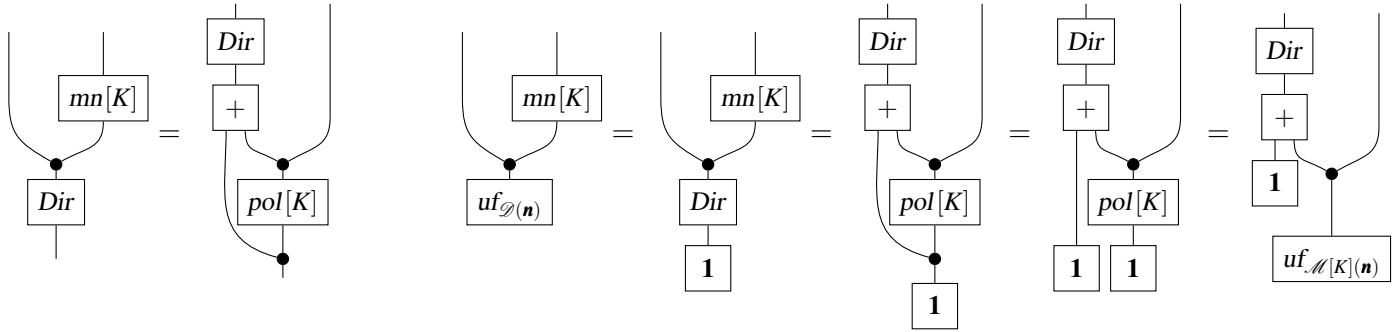 mn[K]
Dir
=
Dir
+
pol[K]
mn[K]
uf𝒟(n)
=
mn[K]
Dir
1
=
Dir
+
pol[K]
1
=
Dir
+
pol[K]
1 1
=
Dir
+
1
ufℳ[K](n)